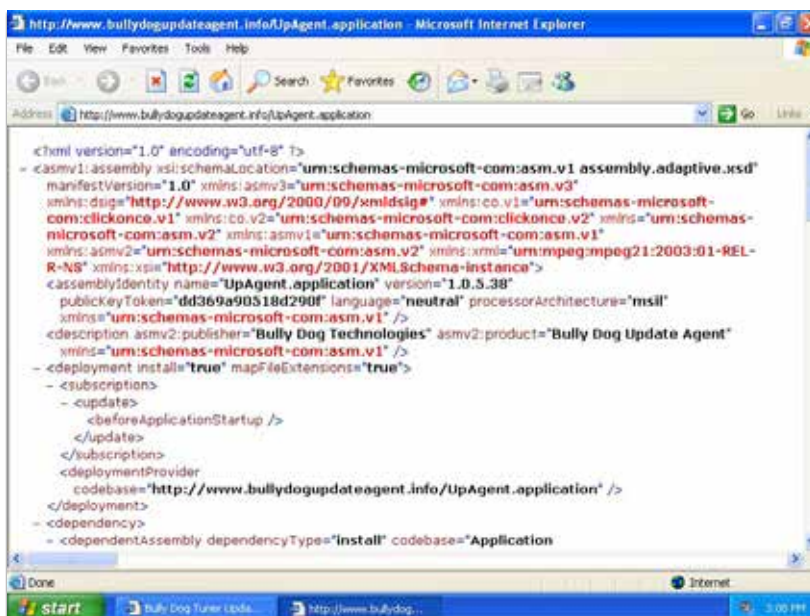 http://www.bullydogupdateagent.info/UpAgent.application - Microsoft Internet Explorer
File Edit View Favorites Tools Help
Back Search Favorites
Address http://www.bullydogupdateagent.info/UpAgent.application Go Links
<?xml version="1.0" encoding="utf-8" ?>
- <asmv1:assembly xsi:schemaLocation="urn:schemas-microsoft-com:asm.v1 assembly.adaptive.xsd"
manifestVersion="1.0" xmlns:asmv3="urn:schemas-microsoft-com:asm.v3"
xmlns:dsig="http://www.w3.org/2000/09/xmldsig#" xmlns:co.v1="urn:schemas-microsoft-
com:clickonce.v1" xmlns:co.v2="urn:schemas-microsoft-com:clickonce.v2" xmlns="urn:schemas-
microsoft-com:asm.v2" xmlns:asmv1="urn:schemas-microsoft-com:asm.v1"
xmlns:asmv2="urn:schemas-microsoft-com:asm.v2" xmlns:xrml="urn:mpeg:mpeg21:2003:01-REL-
R-NS" xmlns:xsi="http://www.w3.org/2001/XMLSchema-instance">
<assemblyIdentity name="UpAgent.application" version="1.0.5.38"
publicKeyToken="dd369a90518d290f" language="neutral" processorArchitecture="msil"
xmlns="urn:schemas-microsoft-com:asm.v1" />
<description asmv2:publisher="Bully Dog Technologies" asmv2:product="Bully Dog Update Agent"
xmlns="urn:schemas-microsoft-com:asm.v1" />
- <deployment install="true" mapFileExtensions="true">
- <subscription>
- <update>
<beforeApplicationStartup />
</update>
</subscription>
<deploymentProvider
codebase="http://www.bullydogupdateagent.info/UpAgent.application" />
</deployment>
- <dependency>
- <dependentAssembly dependencyType="install" codebase="Application
Done Internet
start Bully Dog Tuner Upda... http://www.bullydog... 3:00 PM